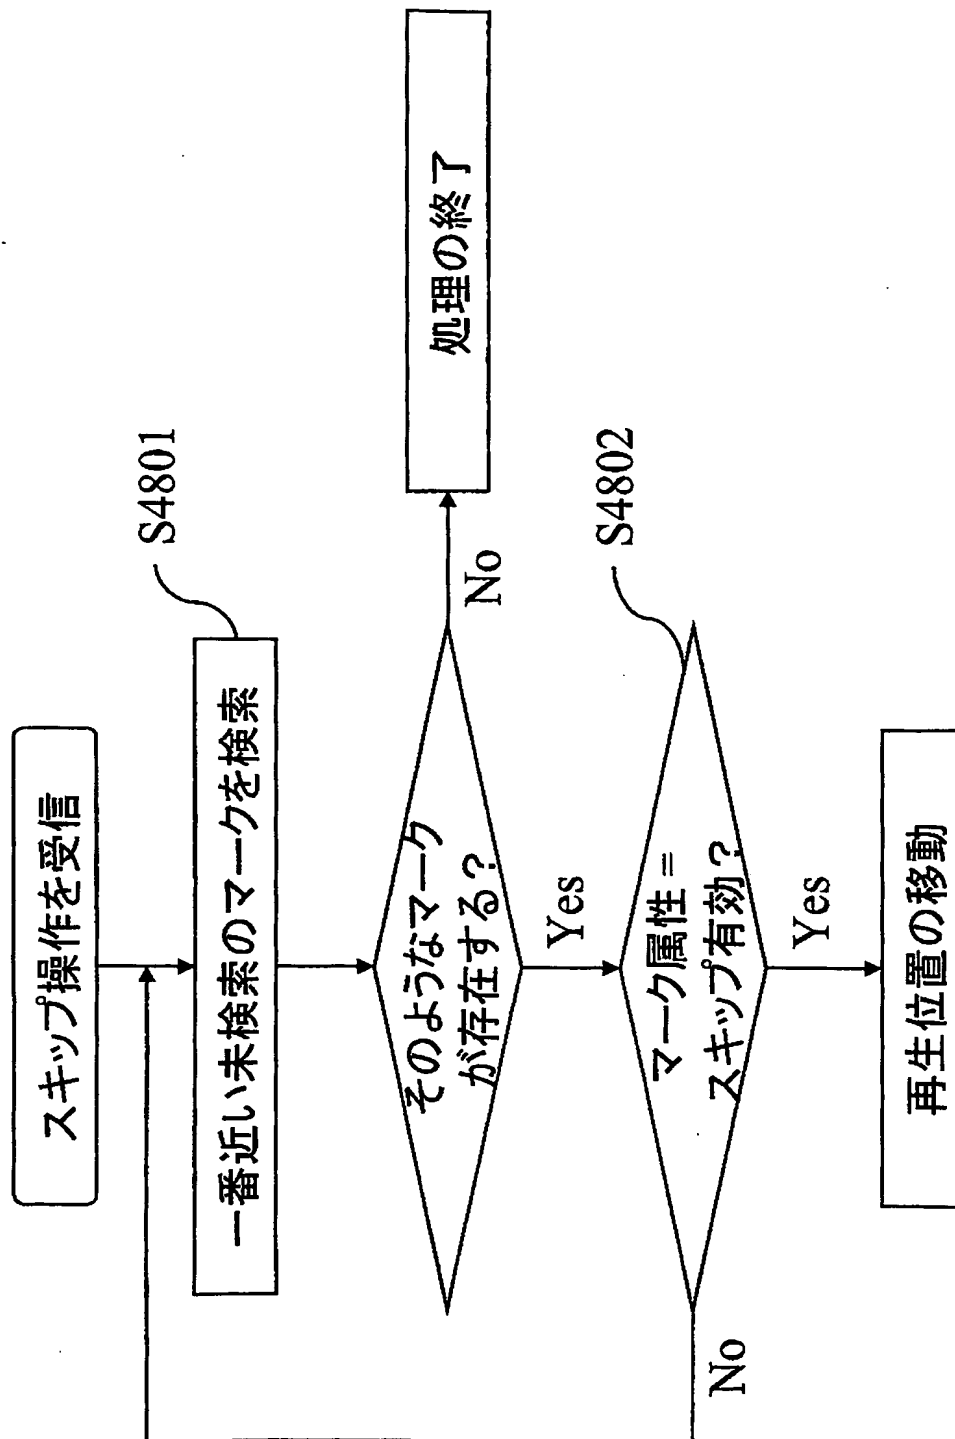 スキップ操作を受信
S4801
一番近い未検索のマークを検索
そのようなマーク
が存在する?
No
処理の終了
Yes
S4802
マーク属性=
スキップ有効?
No
Yes
再生位置の移動